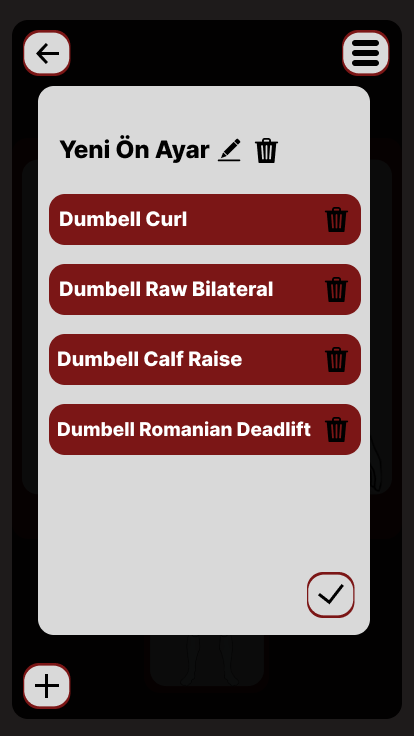 Yeni Ön Ayar
Dumbell Curl
Dumbell Raw Bilateral
Dumbell Calf Raise
Dumbell Romanian Deadlift